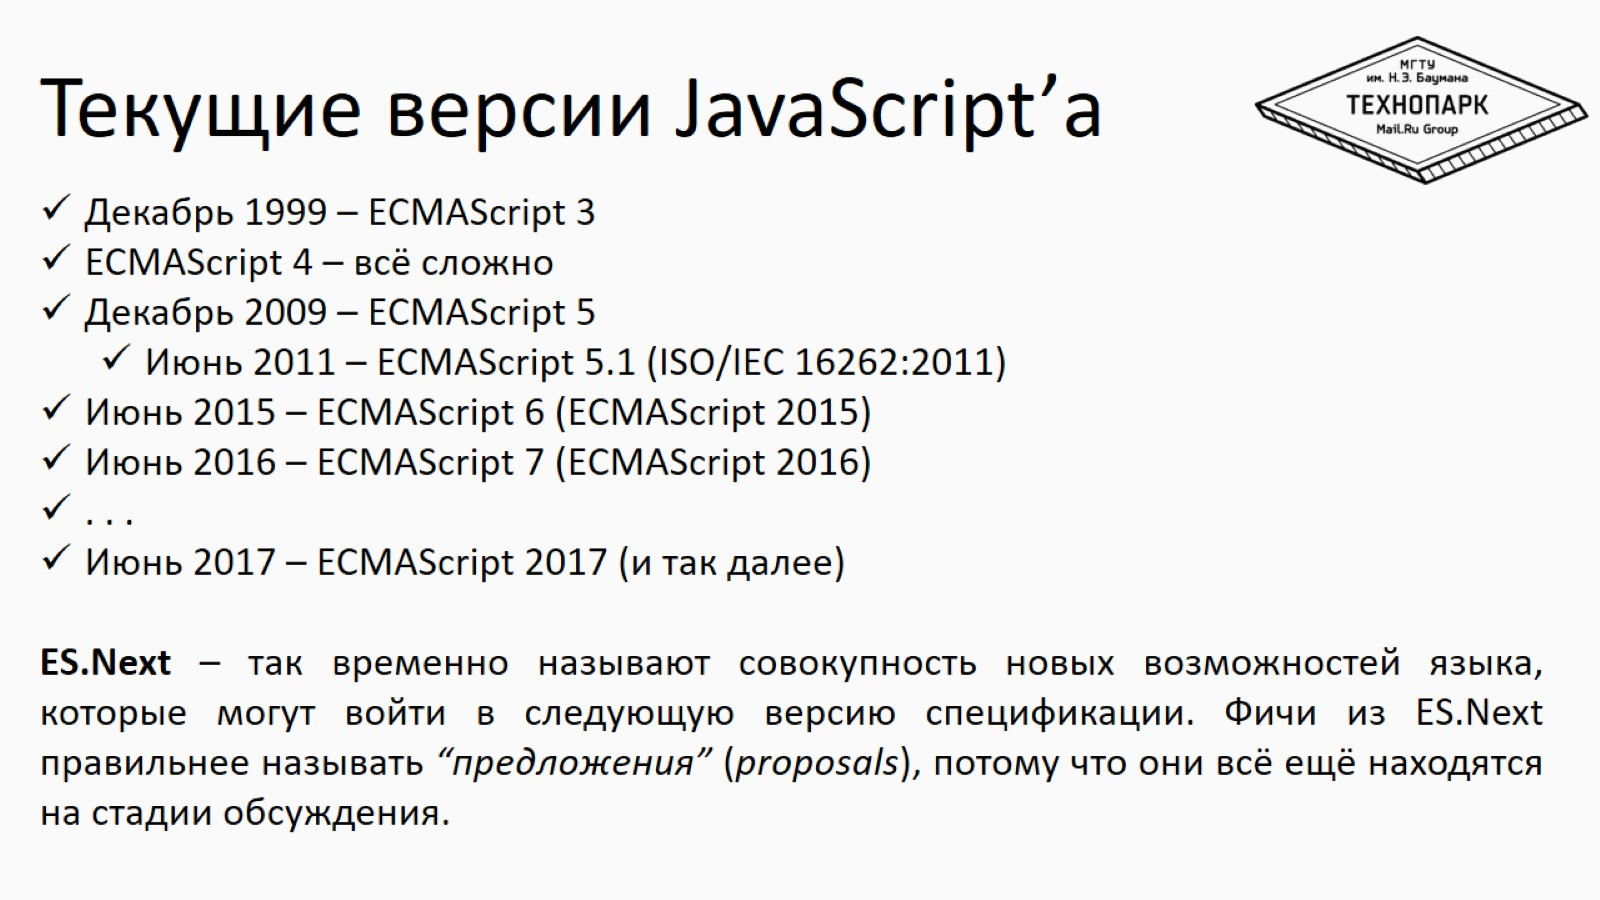 Текущие версии JavaScript’а
МГТУ
им. Н.Э. Баумана
ТЕХНОПАРК
Mail.Ru Group
✓ Декабрь 1999 – ECMAScript 3
✓ ECMAScript 4 – всё сложно
✓ Декабрь 2009 – ECMAScript 5
✓ Июнь 2011 – ECMAScript 5.1 (ISO/IEC 16262:2011)
✓ Июнь 2015 – ECMAScript 6 (ECMAScript 2015)
✓ Июнь 2016 – ECMAScript 7 (ECMAScript 2016)
✓ . . .
✓ Июнь 2017 – ECMAScript 2017 (и так далее)
ES.Next – так временно называют совокупность новых возможностей языка,
которые могут войти в следующую версию спецификации. Фичи из ES.Next
правильнее называть “предложения” (proposals), потому что они всё ещё находятся
на стадии обсуждения.